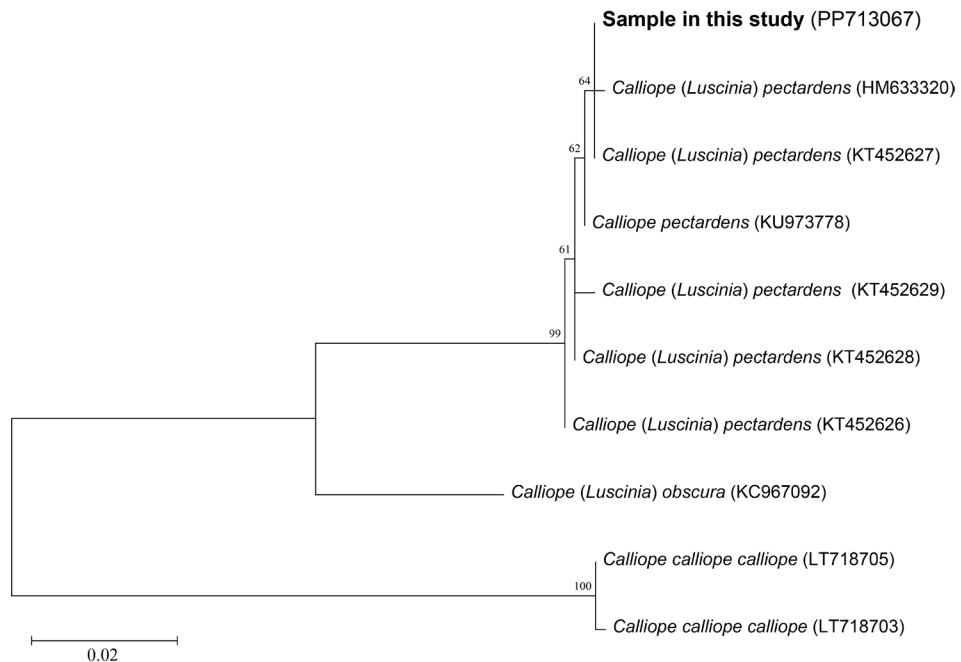 Sample in this study (PP713067)
64
Calliope (Luscinia) pectardens (HM633320)
62
Calliope (Luscinia) pectardens (KT452627)
Calliope pectardens (KU973778)
61
Calliope (Luscinia) pectardens (KT452629)
99
Calliope (Luscinia) pectardens (KT452628)
Calliope (Luscinia) pectardens (KT452626)
Calliope (Luscinia) obscura (KC967092)
Calliope calliope calliope (LT718705)
100
Calliope calliope calliope (LT718703)
0.02